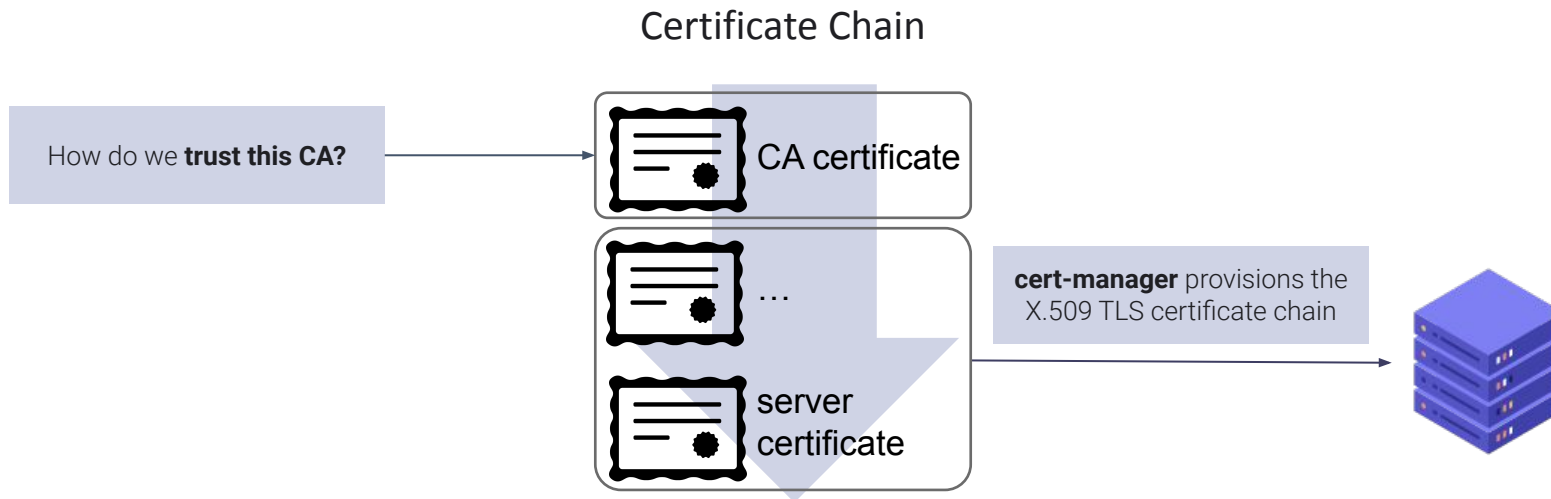 Certificate Chain
How do we trust this CA?
CA certificate
...
cert-manager provisions the
X.509 TLS certificate chain
server
certificate